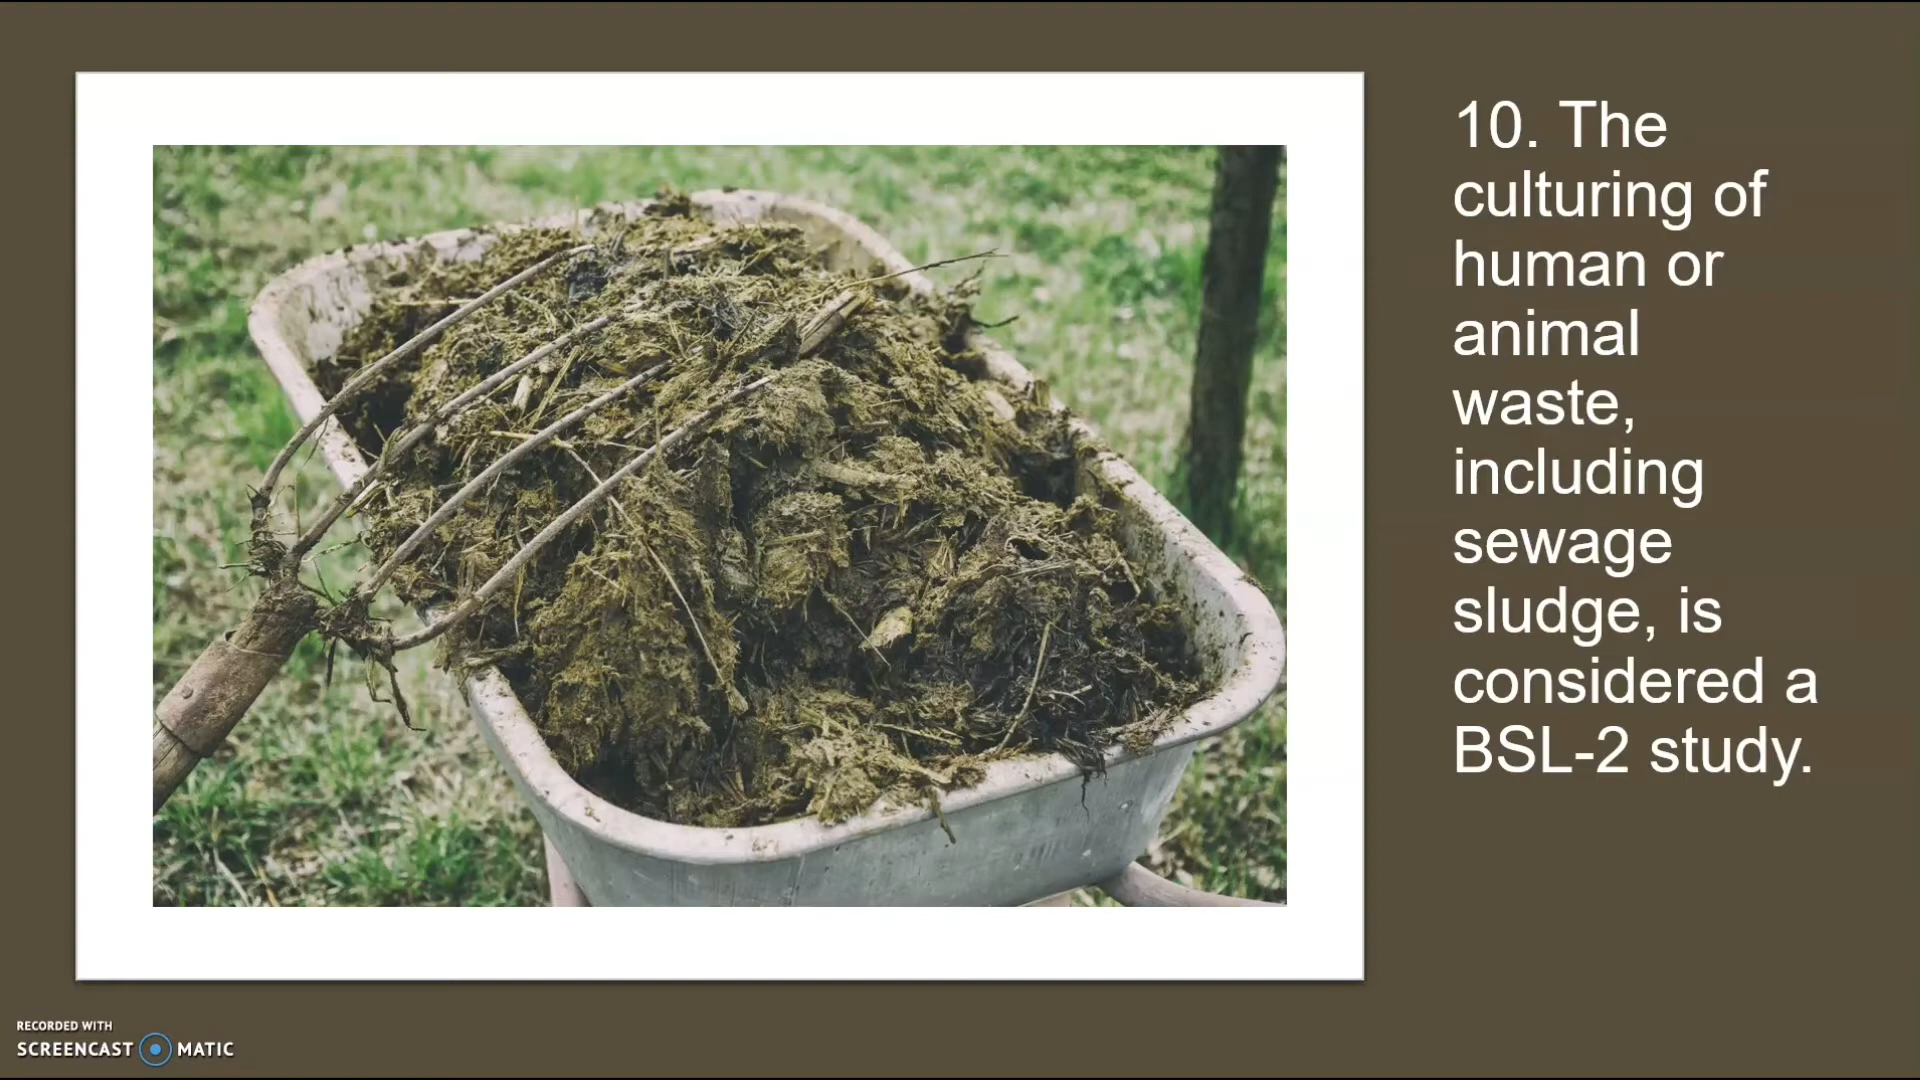 10. The
culturing of
human or
animal
waste,
including
sewage
sludge, is
considered a
BSL-2 study.
RECORDED WITH
SCREENCAST MATIC